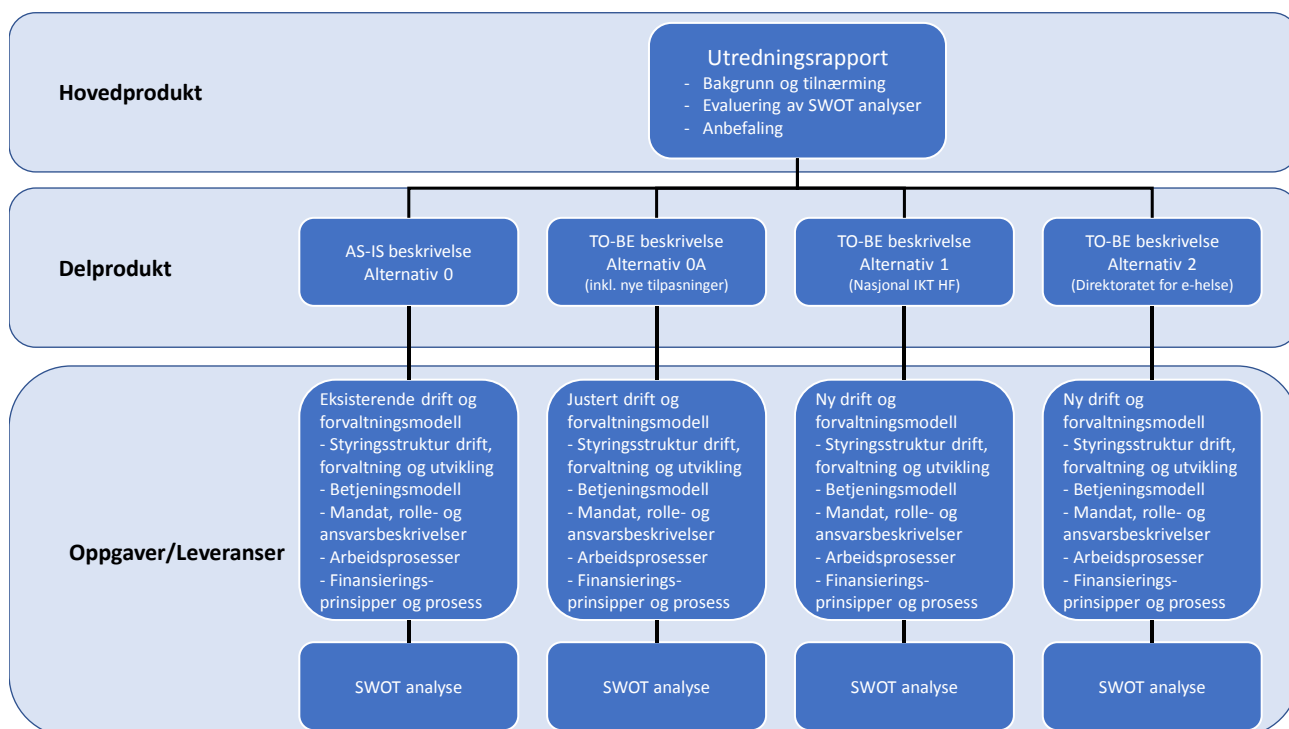 Hovedprodukt
Utredningsrapport
- Bakgrunn og tilnærming
- Evaluering av SWOT analyser
- Anbefaling
Delprodukt
AS-IS beskrivelse
Alternativ 0
TO-BE beskrivelse
Alternativ 0A
(inkl. nye tilpasninger)
TO-BE beskrivelse
Alternativ 1
(Nasjonal IKT HF)
TO-BE beskrivelse
Alternativ 2
(Direktoratet for e-helse)
Oppgaver/Leveranser
Eksisterende drift og
forvaltningsmodell
- Styringsstruktur drift,
forvaltning og utvikling
- Betjeningsmodell
- Mandat, rolle- og
ansvarsbeskrivelser
- Arbeidsprosesser
- Finansierings-
prinsipper og prosess
Justert drift og
forvaltningsmodell
- Styringsstruktur drift,
forvaltning og utvikling
- Betjeningsmodell
- Mandat, rolle- og
ansvarsbeskrivelser
- Arbeidsprosesser
- Finansierings-
prinsipper og prosess
Ny drift og
forvaltningsmodell
- Styringsstruktur drift,
forvaltning og utvikling
- Betjeningsmodell
- Mandat, rolle- og
ansvarsbeskrivelser
- Arbeidsprosesser
- Finansierings-
prinsipper og prosess
Ny drift og
forvaltningsmodell
- Styringsstruktur drift,
forvaltning og utvikling
- Betjeningsmodell
- Mandat, rolle- og
ansvarsbeskrivelser
- Arbeidsprosesser
- Finansierings-
prinsipper og prosess
SWOT analyse
SWOT analyse
SWOT analyse
SWOT analyse